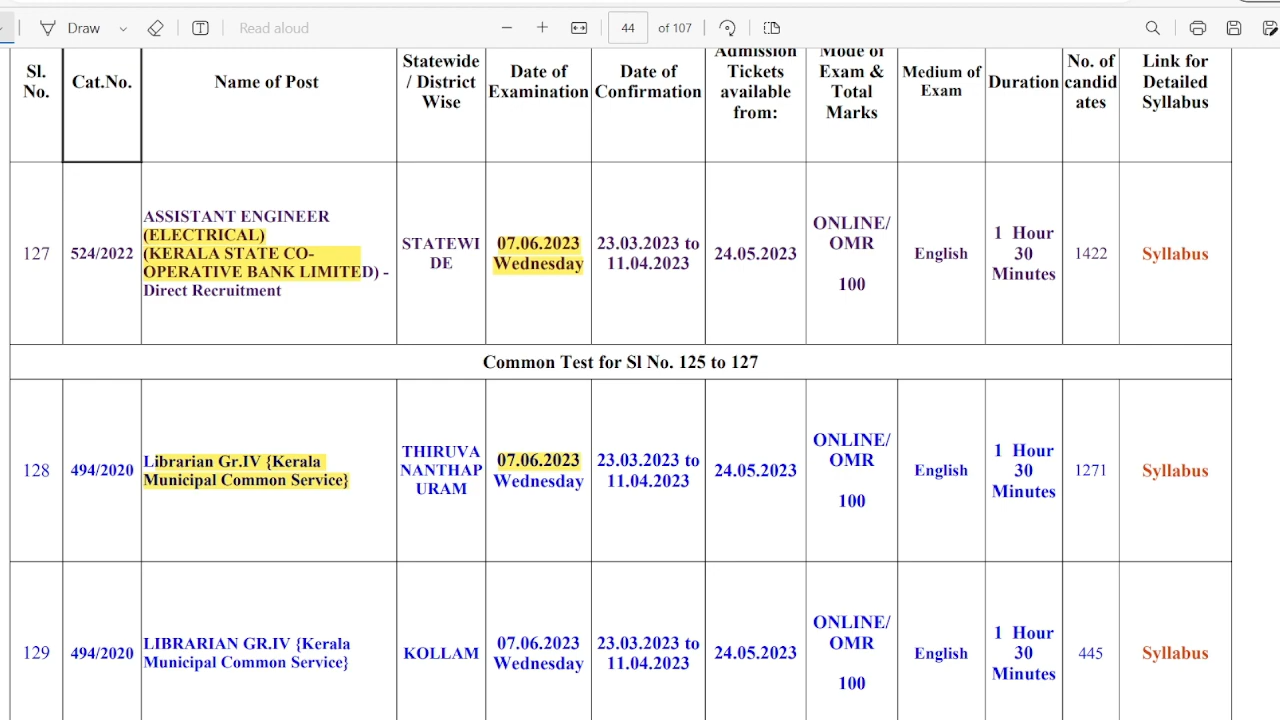 Draw
Read aloud
44
of 107
Sl.
No.
Cat.No.
Name of Post
Statewide
/ District
Wise
Date of
Examination
Date of
Confirmation
Admission
Tickets
available
from:
Mode of
Exam &
Total
Marks
Medium of
Exam
Duration
No. of
candid
ates
Link for
Detailed
Syllabus
127
524/2022
ASSISTANT ENGINEER
(ELECTRICAL)
(KERALA STATE CO-
OPERATIVE BANK LIMITED) -
Direct Recruitment
STATEWI
DE
07.06.2023
Wednesday
23.03.2023 to
11.04.2023
24.05.2023
ONLINE/
OMR
100
English
1 Hour
30
Minutes
1422
Syllabus
Common Test for Sl No. 125 to 127
128
494/2020
Librarian Gr.IV {Kerala
Municipal Common Service}
THIRUVA
NANTHAP
URAM
07.06.2023
Wednesday
23.03.2023 to
11.04.2023
24.05.2023
ONLINE/
OMR
100
English
1 Hour
30
Minutes
1271
Syllabus
129
494/2020
LIBRARIAN GR.IV {Kerala
Municipal Common Service}
KOLLAM
07.06.2023
Wednesday
23.03.2023 to
11.04.2023
24.05.2023
ONLINE/
OMR
100
English
1 Hour
30
Minutes
445
Syllabus